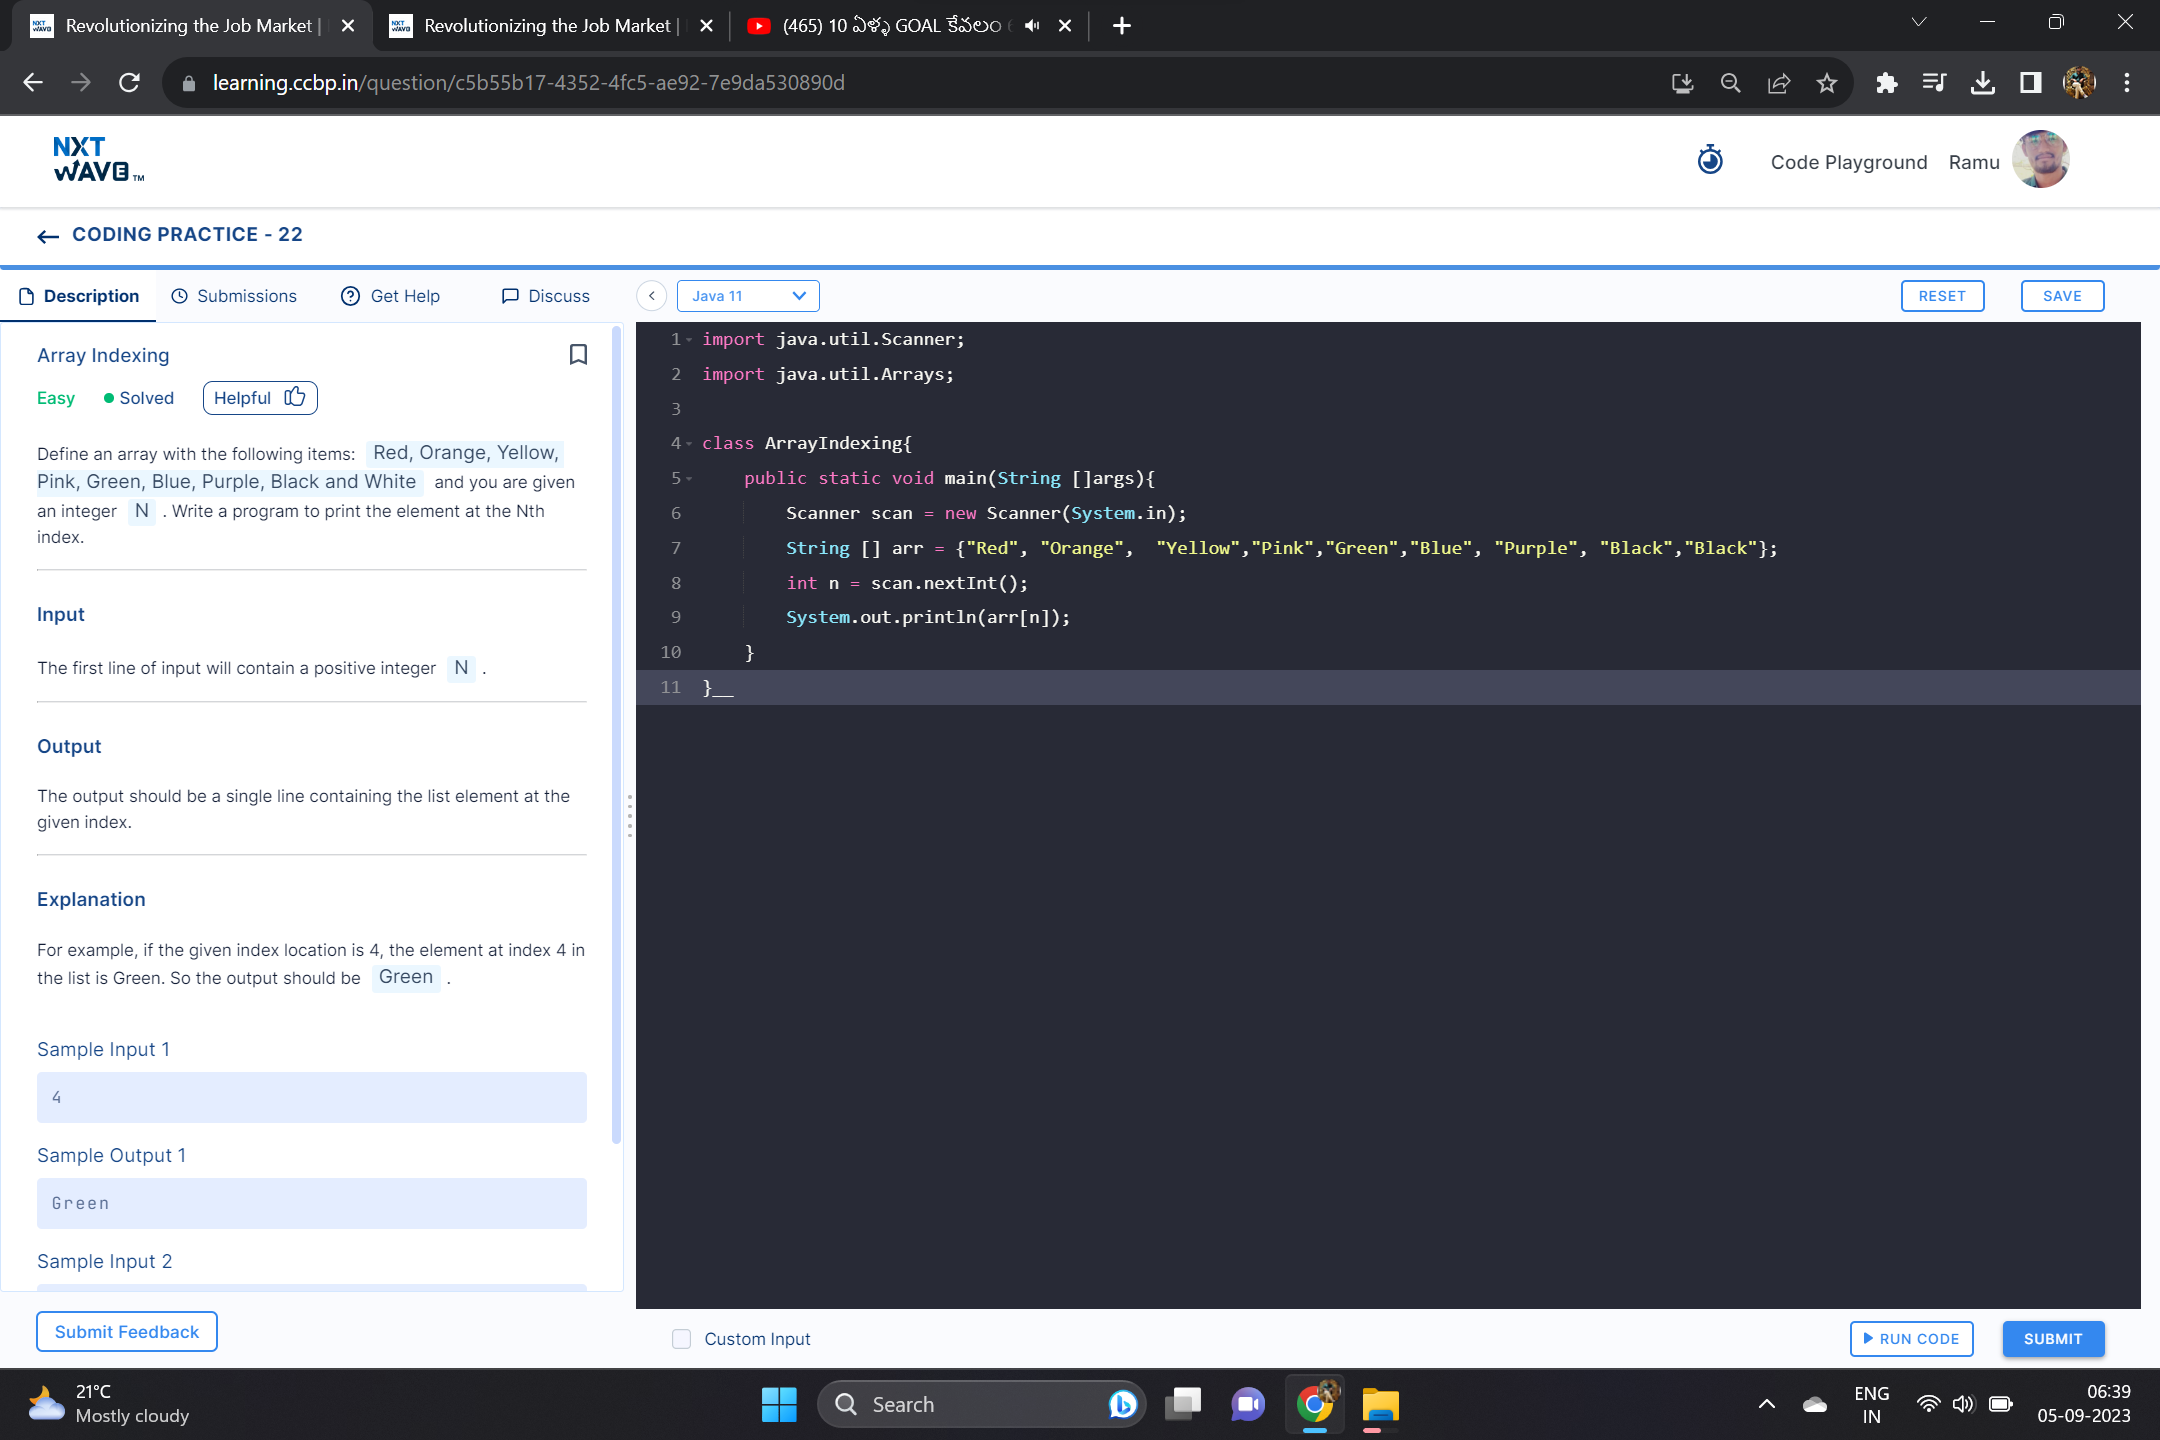 Revolutionizing the Job Market |
Revolutionizing the Job Market |
(465) 10 ఏళ్ళ GOAL కేవలం
learning.ccbp.in/question/c5b55b17-4352-4fc5-ae92-7e9da530890d
NXT
WAVE TM
Code Playground
Ramu
CODING PRACTICE - 22
Description
Submissions
Get Help
Discuss
Java 11
RESET
SAVE
Array Indexing
Easy
Solved
Helpful
Define an array with the following items: Red, Orange, Yellow,
Pink, Green, Blue, Purple, Black and White and you are given
an integer N . Write a program to print the element at the Nth
index.
Input
The first line of input will contain a positive integer N .
Output
The output should be a single line containing the list element at the
given index.
Explanation
For example, if the given index location is 4, the element at index 4 in
the list is Green. So the output should be Green .
Sample Input 1
4
Sample Output 1
Green
Sample Input 2
Submit Feedback
1 import java.util.Scanner;
2 import java.util.Arrays;
3
4 class ArrayIndexing{
5 public static void main(String []args){
6 Scanner scan = new Scanner(System.in);
7 String [] arr = {"Red", "Orange",  "Yellow","Pink","Green","Blue", "Purple", "Black","Black"};
8 int n = scan.nextInt();
9 System.out.println(arr[n]);
10 }
11 }__
Custom Input
RUN CODE
SUBMIT
21°C
Mostly cloudy
Search
ENG
IN
06:39
05-09-2023